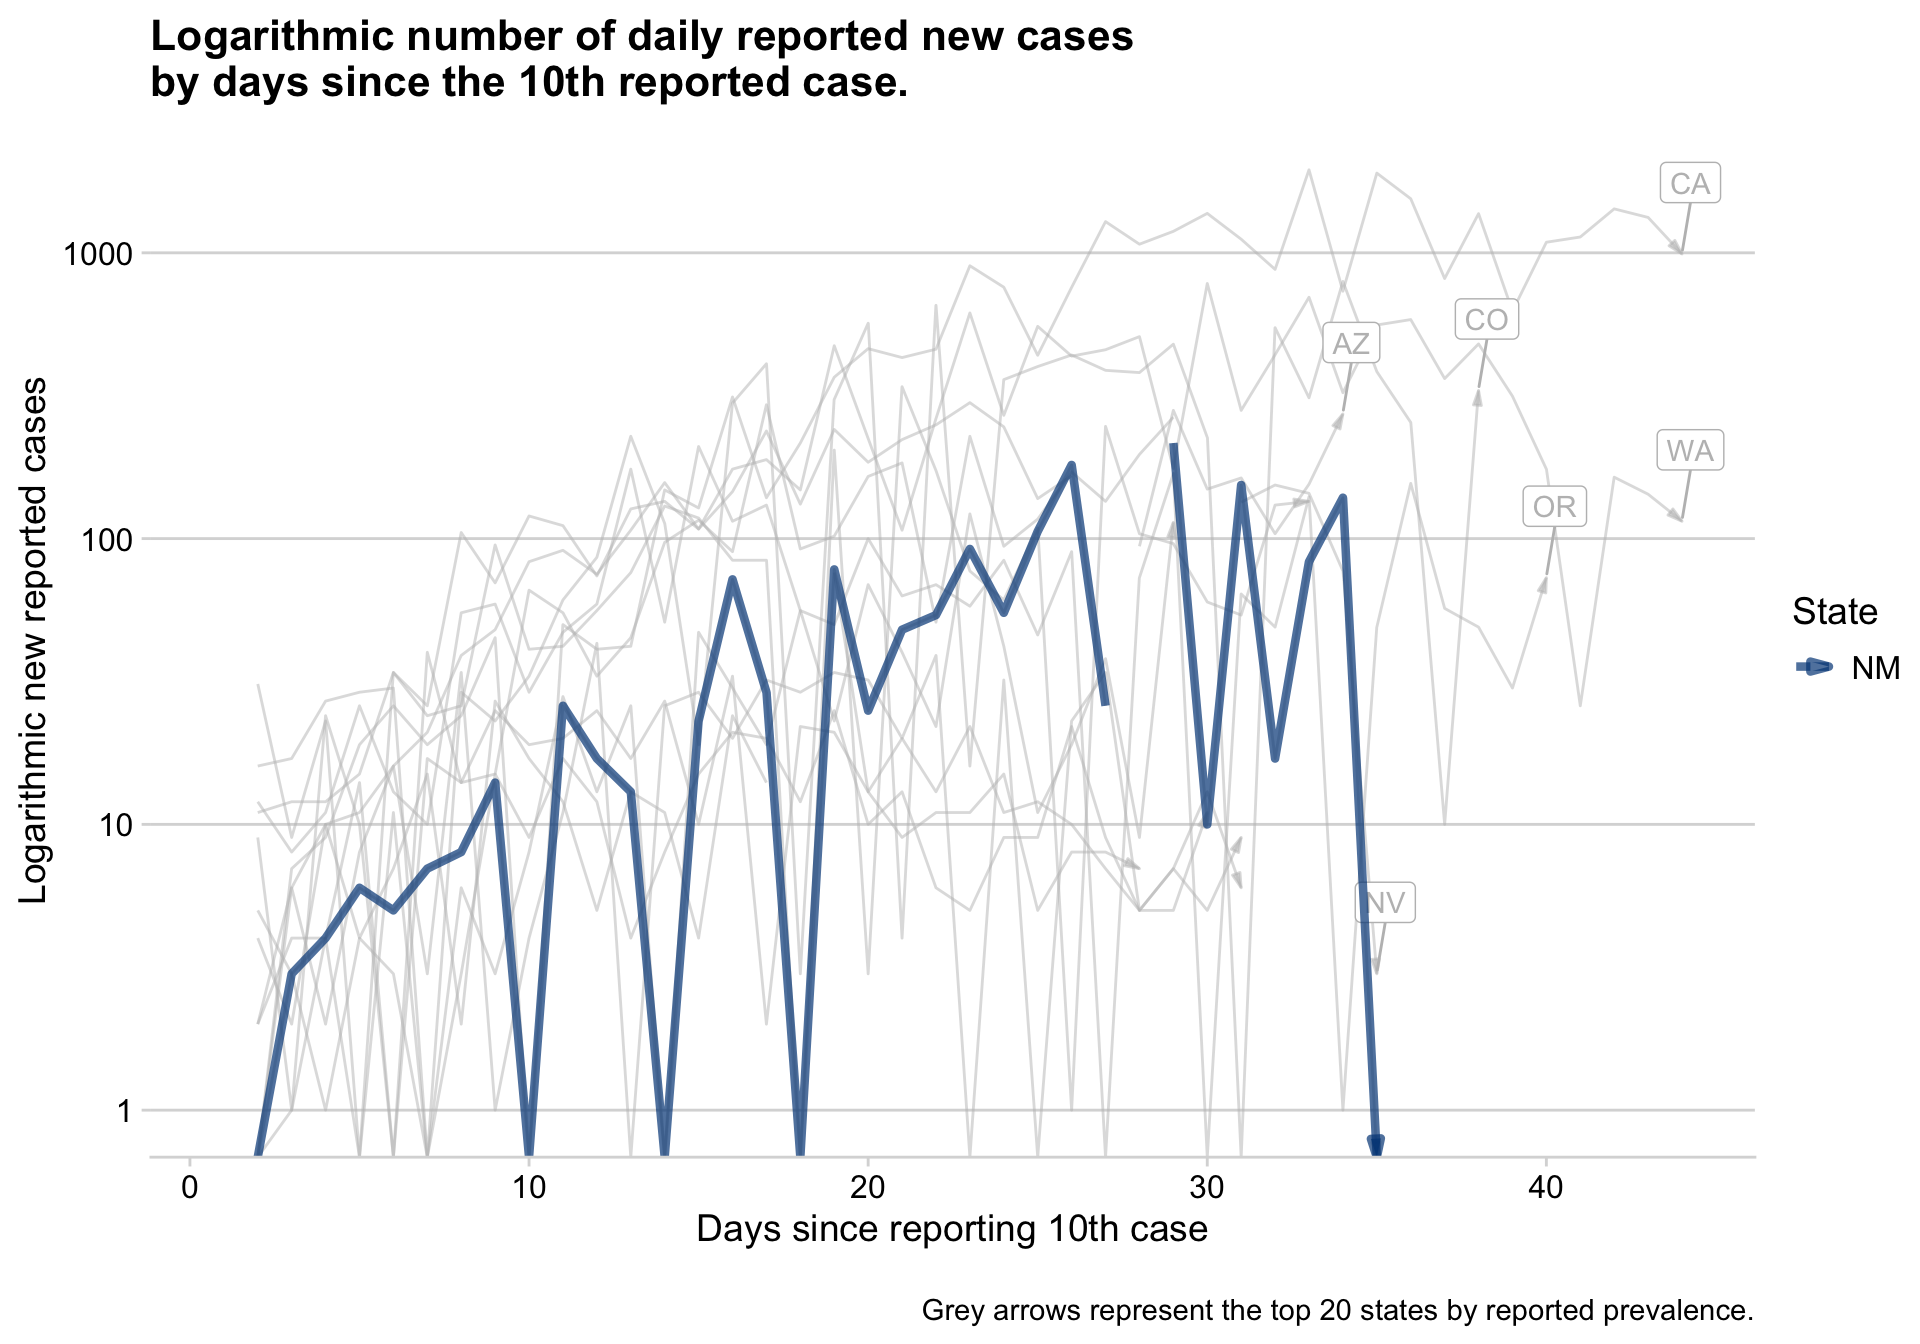 Logarithmic number of daily reported new cases
by days since the 10th reported case.
Logarithmic new reported cases
1000
100
10
1
CA
CO
AZ
WA
OR
NV
State
NM
0 10 20 30 40
Days since reporting 10th case
Grey arrows represent the top 20 states by reported prevalence.